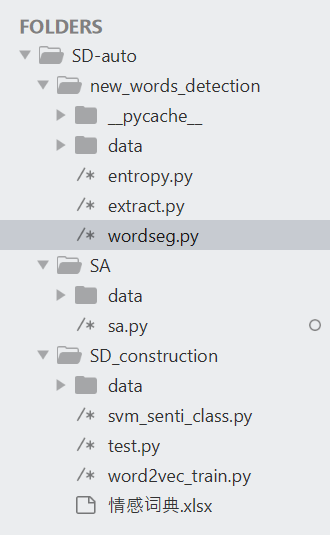 FOLDERS
SD-auto
new_words_detection
__pycache__
data
/* entropy.py
/* extract.py
/* wordseg.py
SA
data
/* sa.py
SD_construction
data
/* svm_senti_class.py
/* test.py
/* word2vec_train.py
情感词典.xlsx